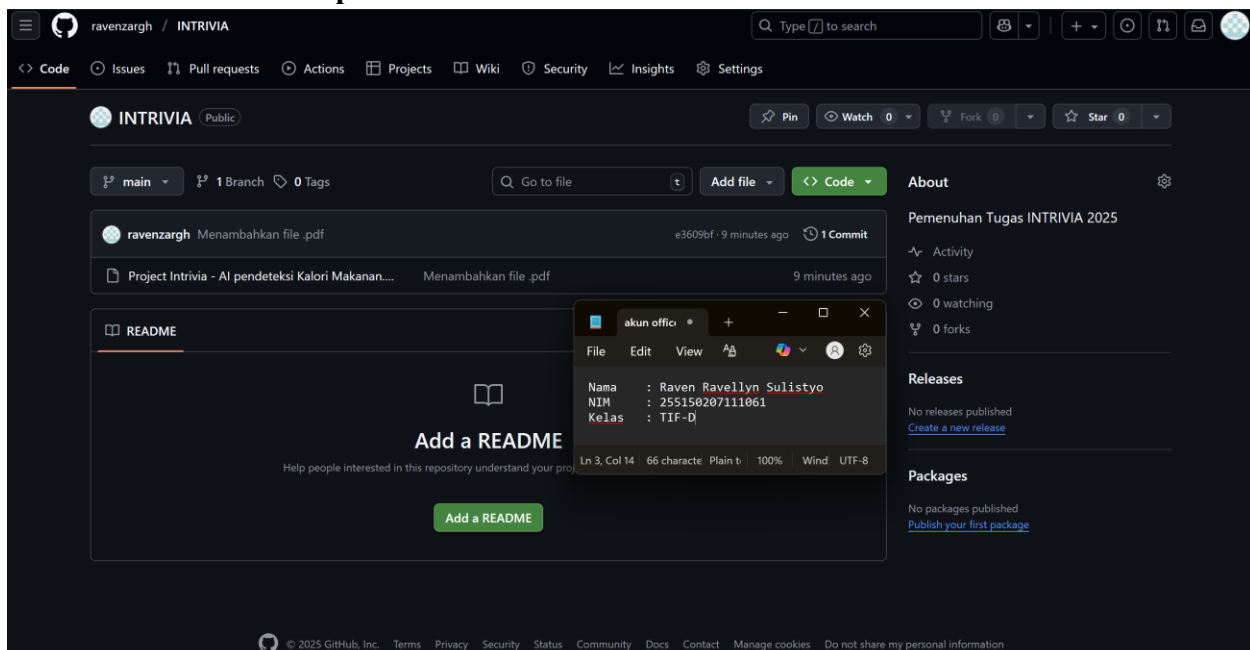 ravenzargh / INTRIVIA
Type / to search
Code Issues Pull requests Actions Projects Wiki Security Insights Settings
INTRIVIA Public
Pin Watch 0 Fork 0 Star 0
main 1 Branch 0 Tags
Go to file t Add file Code
ravenzargh Menambahkan file .pdf e3609bf · 9 minutes ago 1 Commit
Project Intrivia - AI pendeteksi Kalori Makanan.... Menambahkan file .pdf 9 minutes ago
README
Add a README
Help people interested in this repository understand your
Add a README
About
Pemenuhan Tugas INTRIVIA 2025
Activity
0 stars
0 watching
0 forks
Releases
No releases published
Create a new release
Packages
No packages published
Publish your first package
akun offic
File Edit View
Nama : Raven Ravellyn Sulistyo
NIM : 255150207111061
Kelas : TIF-D
Ln 3, Col 14 66 characte Plain t 100% Wind UTF-8
© 2025 GitHub, Inc. Terms Privacy Security Status Community Docs Contact Manage cookies Do not share my personal information